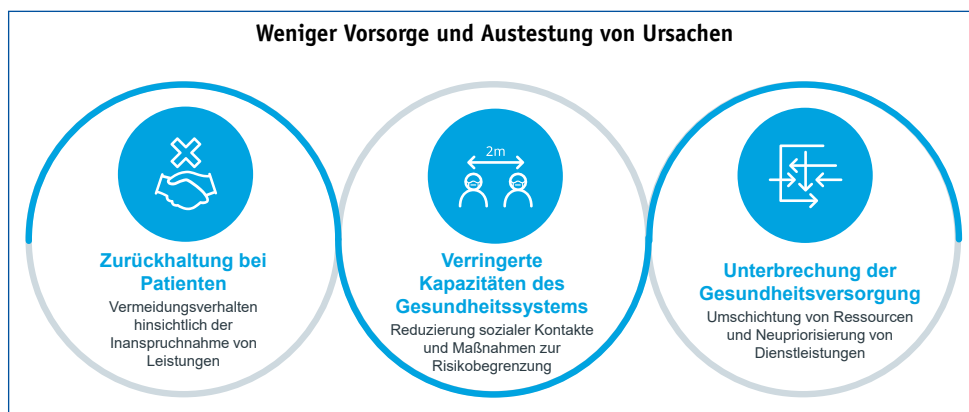 Weniger Vorsorge und Austestung von Ursachen
Zurückhaltung bei
Patienten
Vermeidungsverhalten
hinsichtlich der
Inanspruchnahme von
Leistungen
2m
Verringerte
Kapazitäten des
Gesundheitssystems
Reduzierung sozialer Kontakte
und Maßnahmen zur
Risikobegrenzung
Unterbrechung der
Gesundheitsversorgung
Umschichtung von Ressourcen
und Neupriorisierung von
Dienstleistungen